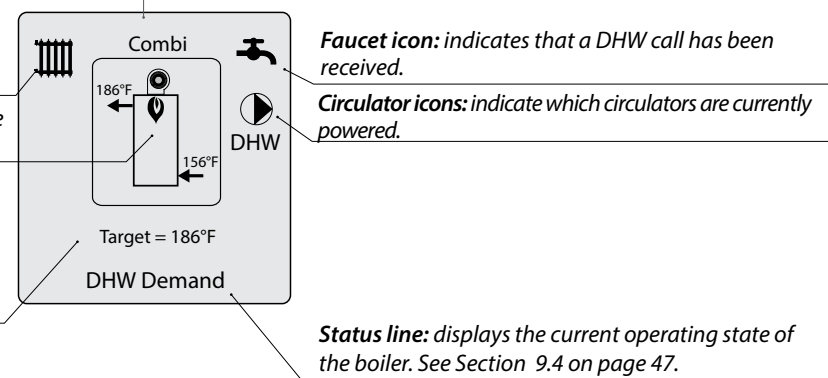 Combi
186°F
156°F
DHW
Target = 186°F
DHW Demand
e
Faucet icon: indicates that a DHW call has been
received.
Circulator icons: indicate which circulators are currently
powered.
Status line: displays the current operating state of
the boiler. See Section 9.4 on page 47.